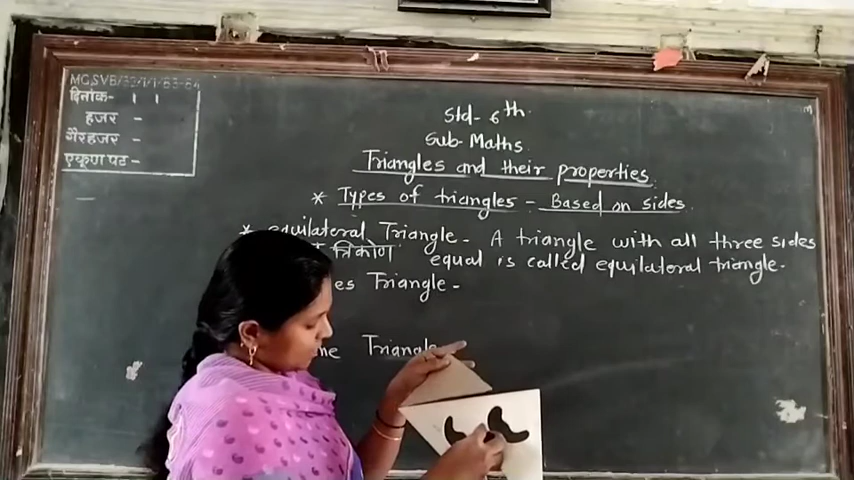 MG,SVB/32/1/1-63-64
दिनांक- । ।
हजर -
गैरहजर -
एकूण पट -
Std - 6th
Sub- Maths
Triangles and their properties
* Types of triangles - Based on sides
* equilateral Triangle - A triangle with all three sides
त्रिकोण equal is called equilateral triangle.
es Triangle -
ne Triangle